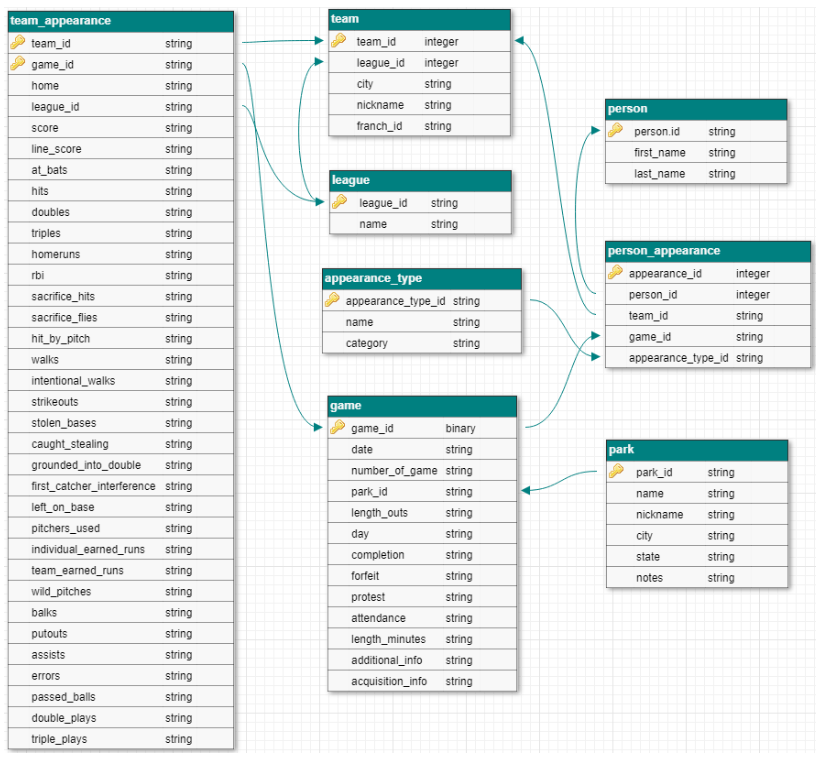 team_appearance
team_id string
game_id string
home string
league_id string
score string
line_score string
at_bats string
hits string
doubles string
triples string
homeruns string
rbi string
sacrifice_hits string
sacrifice_flies string
hit_by_pitch string
walks string
intentional_walks string
strikeouts string
stolen_bases string
caught_stealing string
grounded_into_double string
first_catcher_interference string
left_on_base string
pitchers_used string
individual_earned_runs string
team_earned_runs string
wild_pitches string
balks string
putouts string
assists string
errors string
passed_balls string
double_plays string
triple_plays string
team
team_id integer
league_id integer
city string
nickname string
franch_id string
league
league_id string
name string
appearance_type
appearance_type_id string
name string
category string
game
game_id binary
date string
number_of_game string
park_id string
length_outs string
day string
completion string
forfeit string
protest string
attendance string
length_minutes string
additional_info string
acquisition_info string
person
person.id string
first_name string
last_name string
person_appearance
appearance_id integer
person_id integer
team_id string
game_id string
appearance_type_id string
park
park_id string
name string
nickname string
city string
state string
notes string